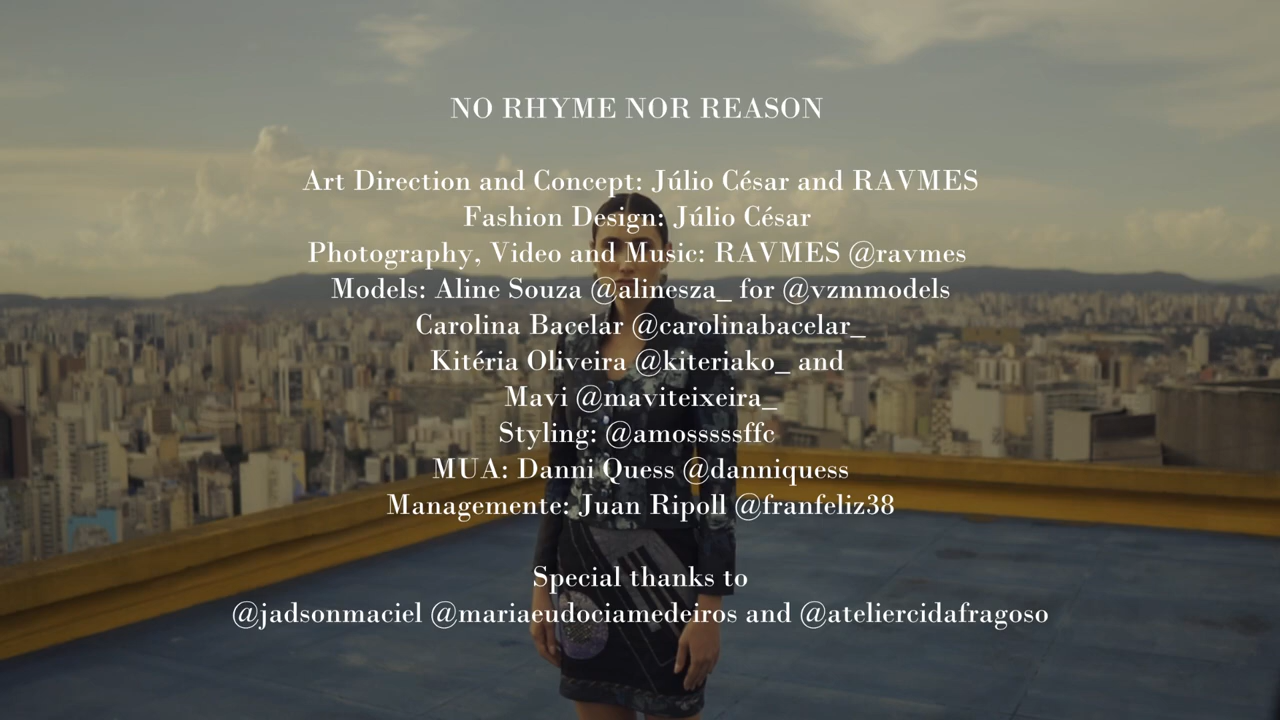 NO RHYME NOR REASON
Art Direction and Concept: Júlio César and RAVMES
Fashion Design: Júlio César
Photography, Video and Music: RAVMES @ravmes
Models: Aline Souza @alinesza_ for @vzmmodels
Carolina Bacelar @carolinabacelar_
Kitéria Oliveira @kiteriako_ and
Mavi @maviteixeira_
Styling: @amosssssffc
MUA: Danni Quess @danniquess
Managemente: Juan Ripoll @franfeliz38
Special thanks to
@jadsonmaciel @mariaeudociamedeiros and @ateliercidafragoso